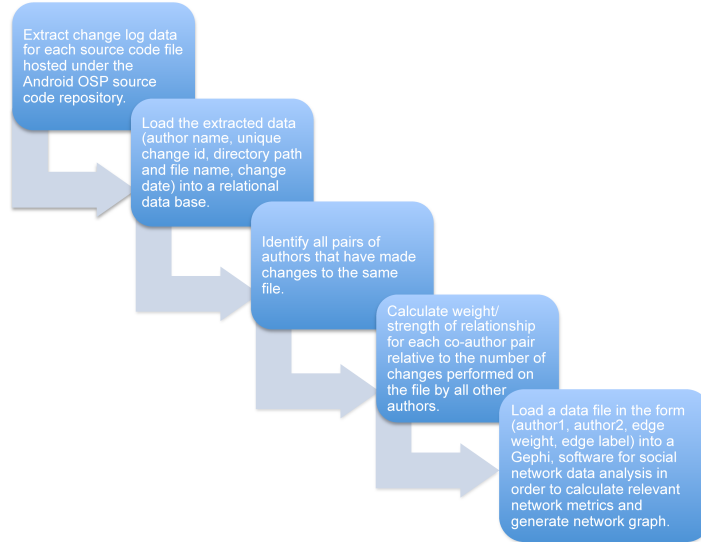 Extract change log data
for each source code file
hosted under the
Android OSP source
code repository.
Load the extracted data
(author name, unique
change id, directory path
and file name, change
date) into a relational
data base.
Identify all pairs of
authors that have made
changes to the same
file.
Calculate weight/
strength of relationship
for each co-author pair
relative to the number of
changes performed on
the file by all other
authors.
Load a data file in the form
(author1, author2, edge
weight, edge label) into a
Gephi, software for social
network data analysis in
order to calculate relevant
network metrics and
generate network graph.